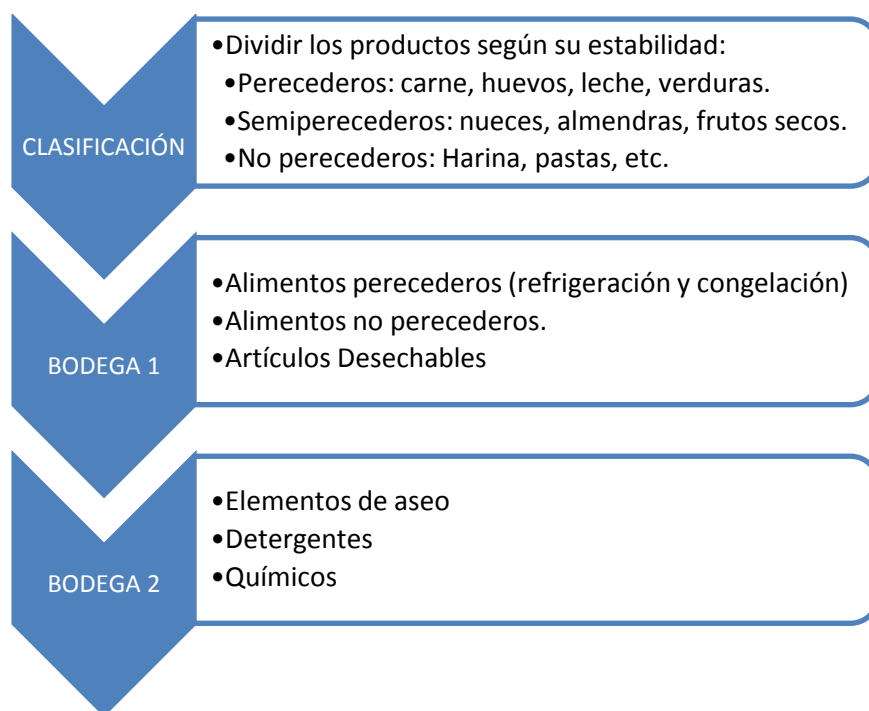 CLASIFICACIÓN
•Dividir los productos según su estabilidad:
•Perecederos: carne, huevos, leche, verduras.
•Semiperecederos: nueces, almendras, frutos secos.
•No perecederos: Harina, pastas, etc.
BODEGA 1
•Alimentos perecederos (refrigeración y congelación)
•Alimentos no perecederos.
•Artículos Desechables
BODEGA 2
•Elementos de aseo
•Detergentes
•Químicos